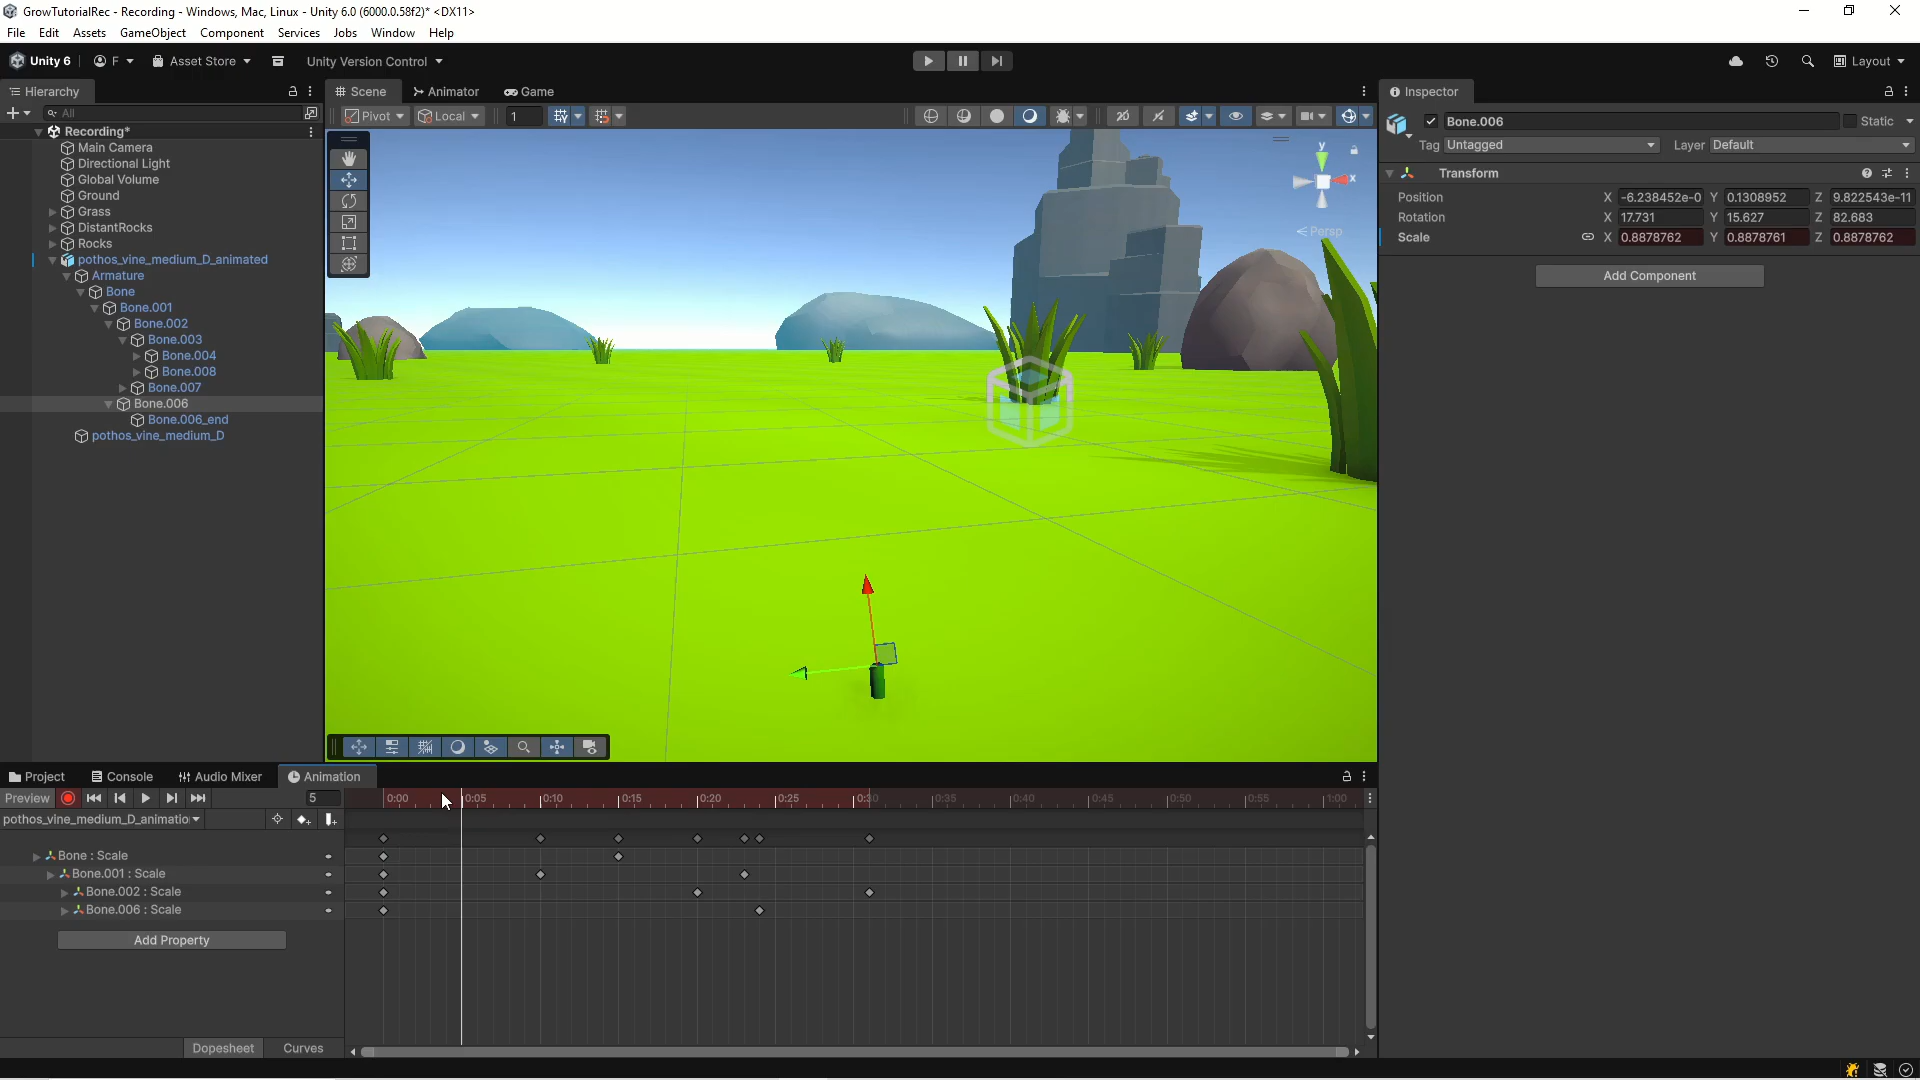 GrowTutorialRec - Recording - Windows, Mac, Linux - Unity 6.0 (6000.0.58f2)* <DX11>
File Edit Assets GameObject Component Services Jobs Window Help
Unity 6 F Asset Store Unity Version Control Layout
Hierarchy Scene Animator Game Inspector
All Pivot Local 1 2D Bone.006 Static
Tag Untagged Layer Default
Recording*
Main Camera
Directional Light
Global Volume
Ground
Grass
DistantRocks
Rocks
pothos_vine_medium_D_animated
Armature
Bone
Bone.001
Bone.002
Bone.003
Bone.004
Bone.008
Bone.007
Bone.006
Bone.006_end
pothos_vine_medium_D
y
x
Persp
Transform
Position X -6.238452e-0 Y 0.1308952 Z 9.822543e-11
Rotation X 17.731 Y 15.627 Z 82.683
Scale X 0.8878762 Y 0.8878761 Z 0.8878762
Add Component
Project Console Audio Mixer Animation
Preview 5 0:00 0:05 0:10 0:15 0:20 0:25 0:30 0:35 0:40 0:45 0:50 0:55 1:00
pothos_vine_medium_D_animatio
Bone : Scale
Bone.001 : Scale
Bone.002 : Scale
Bone.006 : Scale
Add Property
Dopesheet Curves